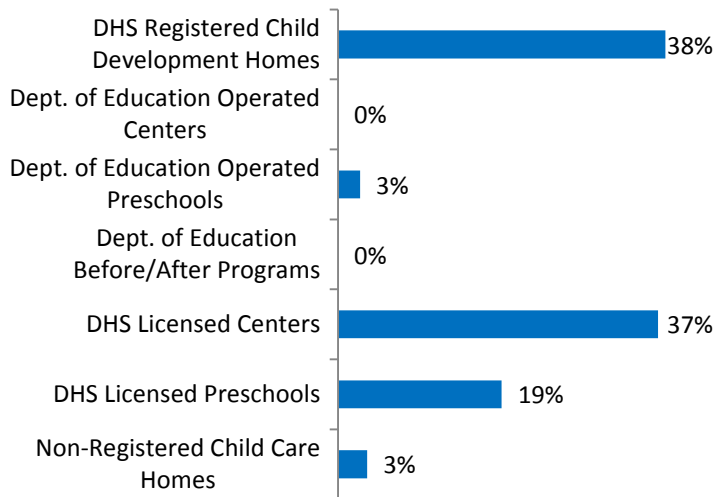 DHS Registered Child
Development Homes
38%
Dept. of Education Operated
Centers
0%
Dept. of Education Operated
Preschools
3%
Dept. of Education
Before/After Programs
0%
DHS Licensed Centers
37%
DHS Licensed Preschools
19%
Non-Registered Child Care
Homes
3%